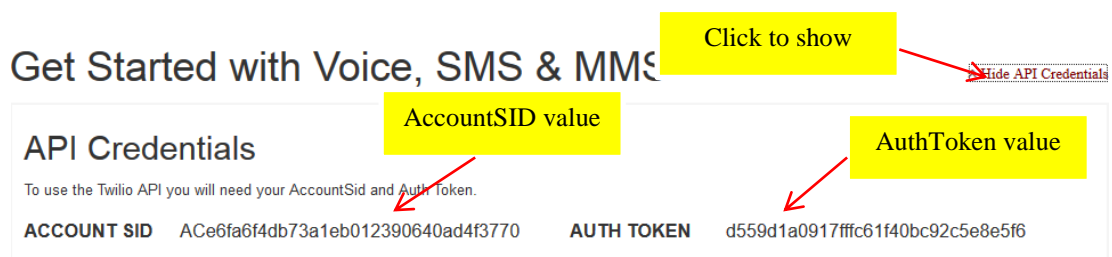 Click to show
Get Started with Voice, SMS & MMS
Hide API Credentials
AccountSID value
AuthToken value
API Credentials
To use the Twilio API you will need your AccountSid and Auth Token.
ACCOUNT SID ACe6fa6f4db73a1eb012390640ad4f3770 AUTH TOKEN d559d1a0917fffc61f40bc92c5e8e5f6